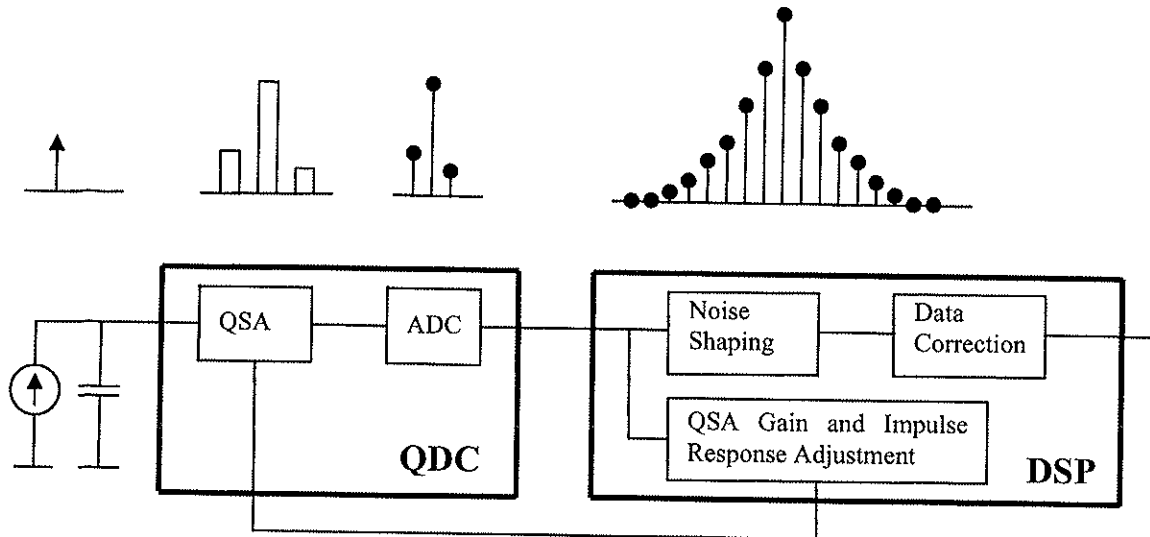 QSA
ADC
QDC
Noise
Shaping
Data
Correction
QSA Gain and Impulse
Response Adjustment
DSP